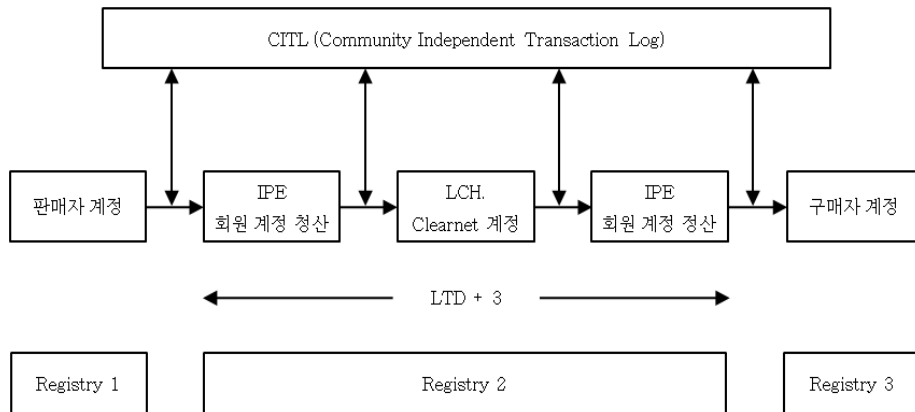 CITL (Community Independent Transaction Log)
판매자 계정
IPE
회원 계정 청산
LCH.
Clearnet 계정
IPE
회원 계정 정산
구매자 계정
LTD + 3
Registry 1
Registry 2
Registry 3